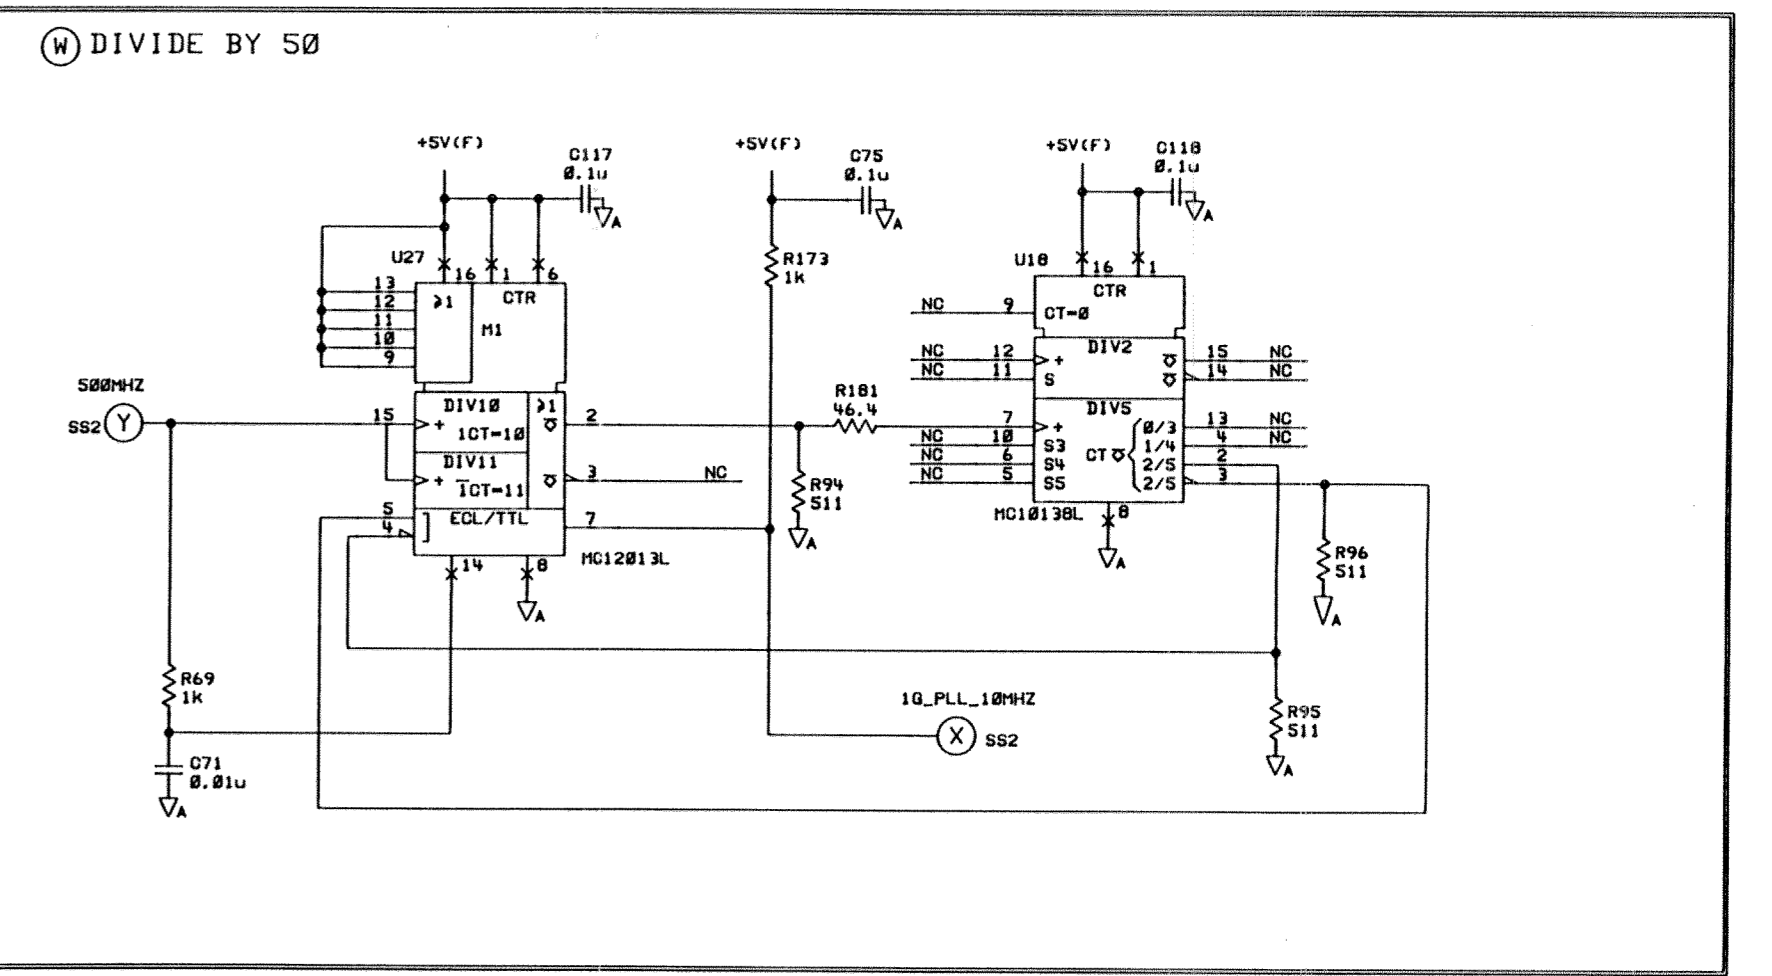 W DIVIDE BY 50
+5V(F)
C117
0.1u
A
+5V(F)
C75
0.1u
A
+5V(F)
C118
0.1u
A
U27
16 1 6
13
12
11
10
9
≥1
CTR
M1
R173
1k
U18
16 1
CTR
NC 9 CT=0
NC 12 +
NC 11 S
DIV2
Q 15 NC
Q 14 NC
500MHZ
SS2 Y
15
DIV10
+ 1CT=10
≥1
Q 2
DIV11
+ 1CT=11
Q 3 NC
5
4
ECL/TTL
7
14 8
MC12013L
A
R181
46.4
R94
511
A
DIV5
7 +
NC 10 S3
NC 6 S4
NC 5 S5
CT Q
0/3 13 NC
1/4 4 NC
2/5 2
2/5 3
MC10138L
8
A
R96
511
A
R69
1k
C71
0.01u
A
1G_PLL_10MHZ
X SS2
R95
511
A